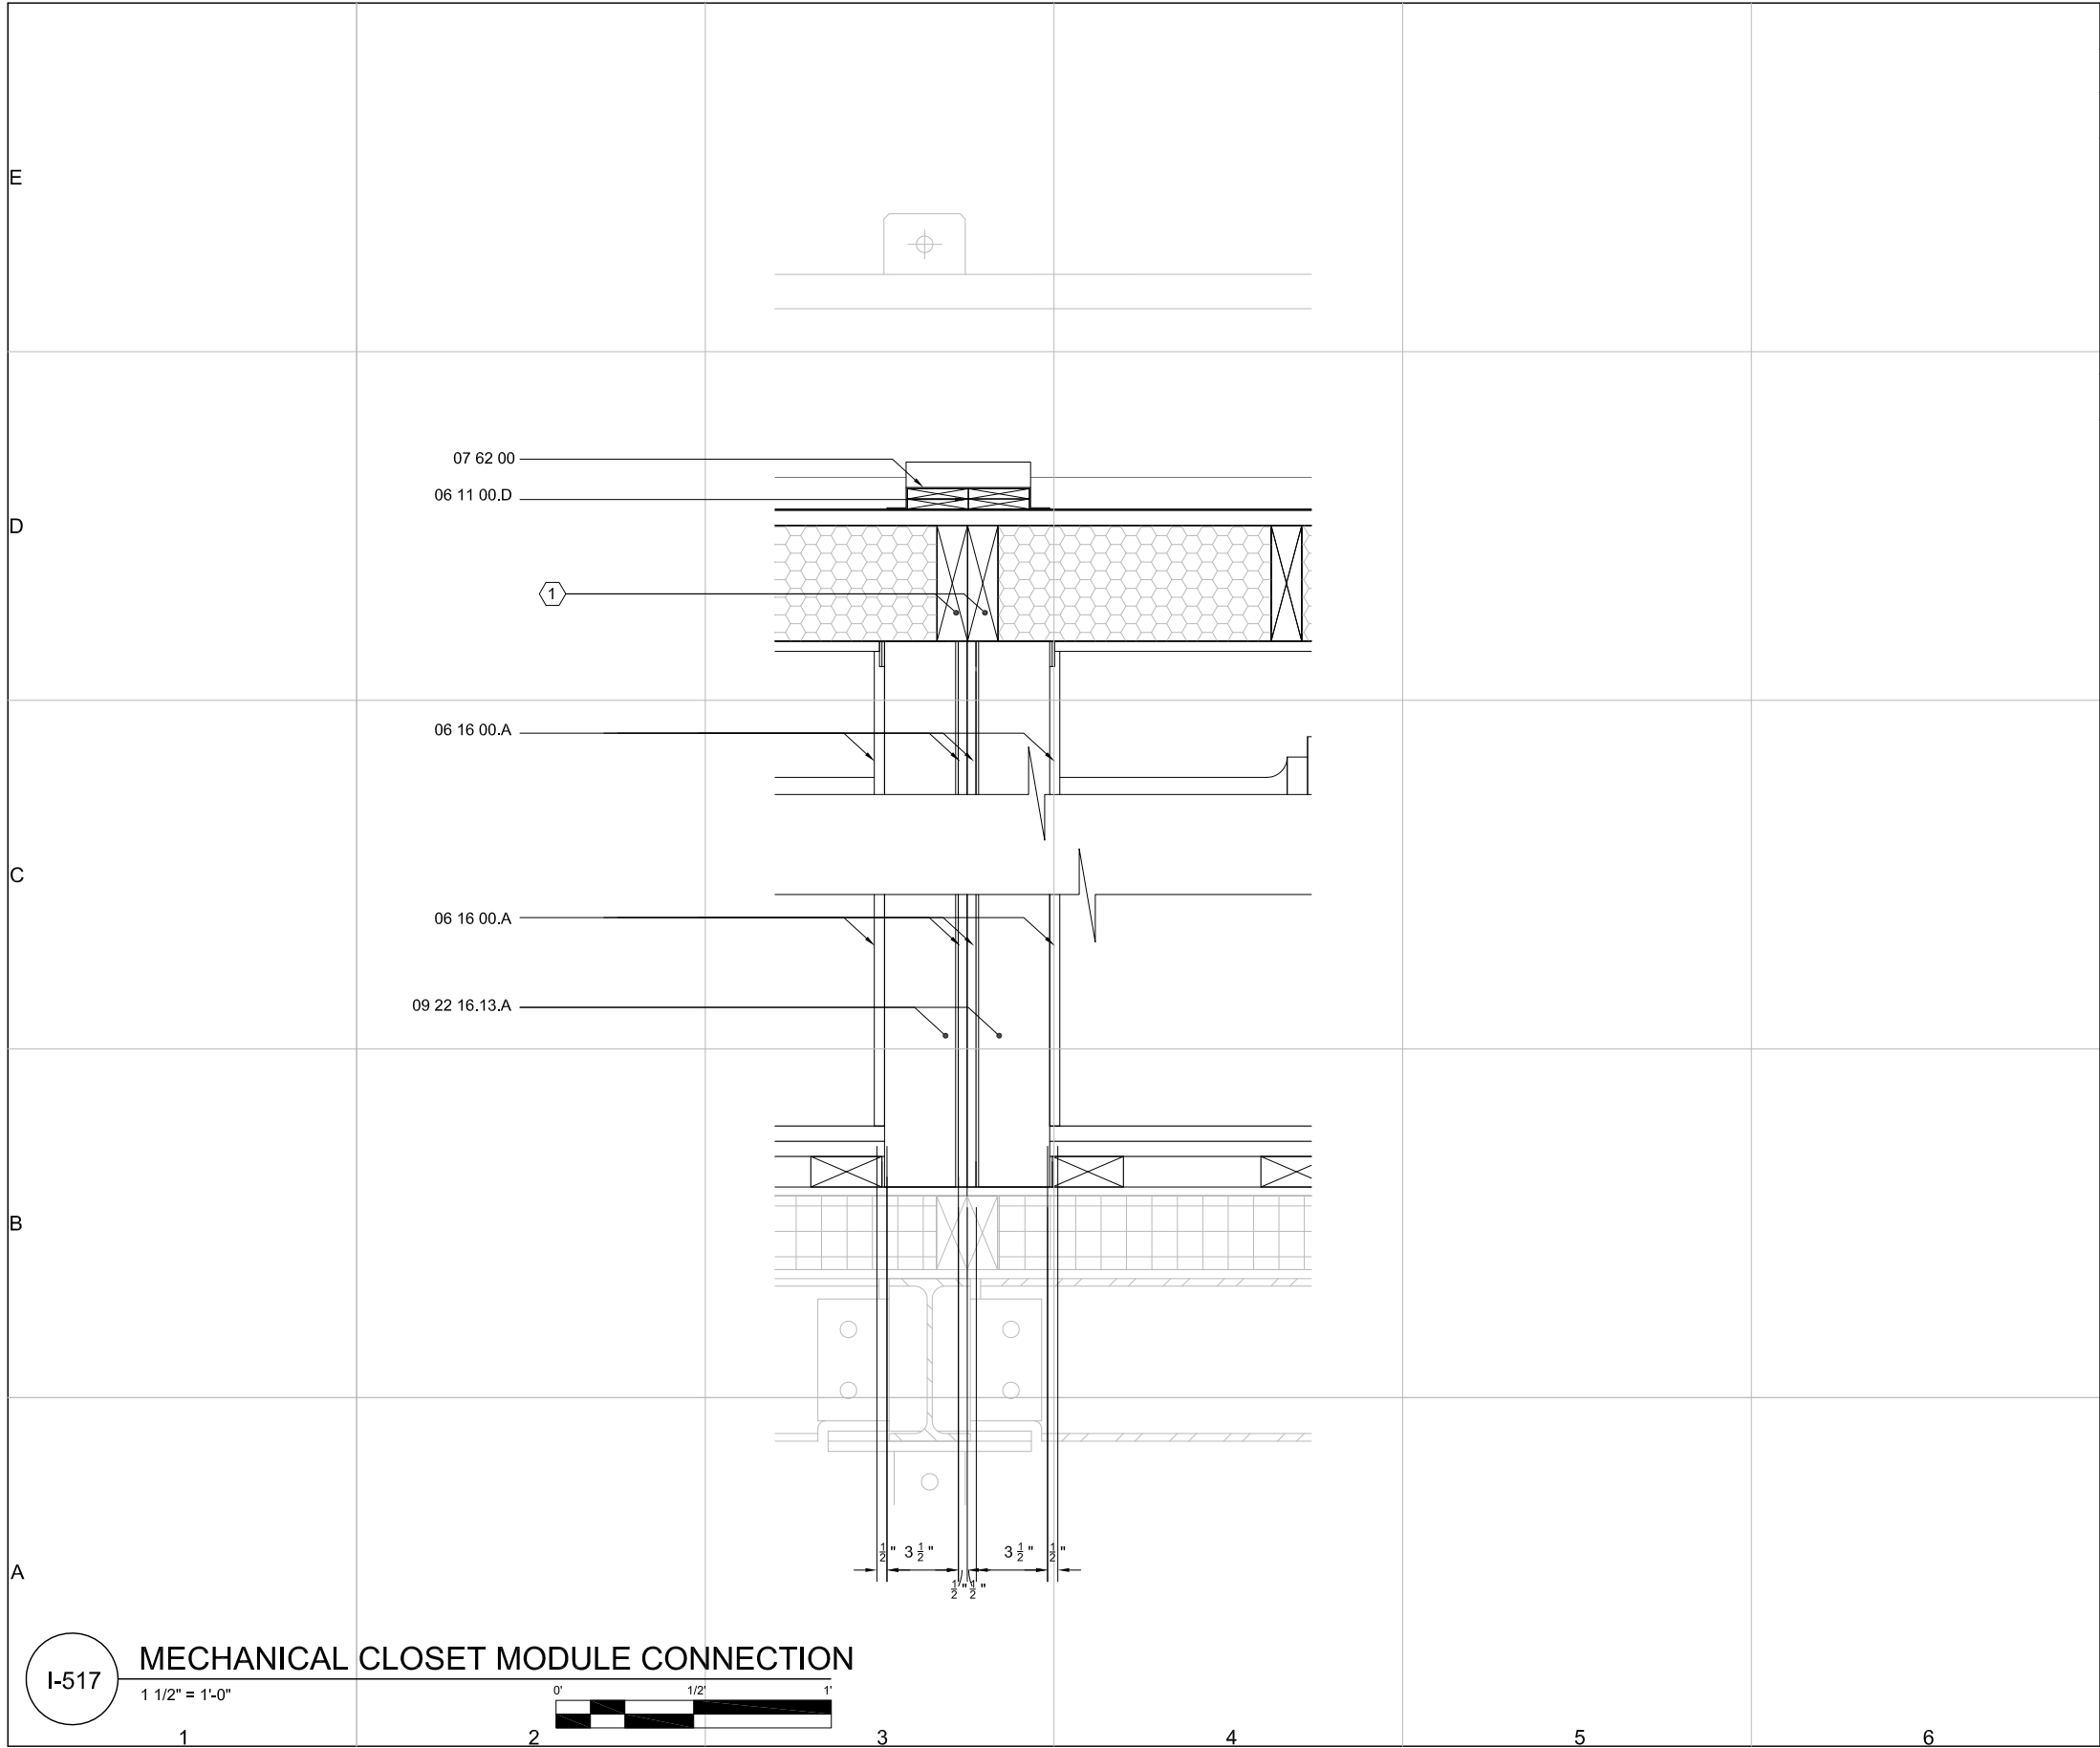 E
07 62 00
06 11 00.D
D
1
06 16 00.A
C
06 16 00.A
09 22 16.13.A
B
1/2" 3 1/2" 3 1/2" 1/2"
1/2" 1/2"
A
MECHANICAL CLOSET MODULE CONNECTION
I-517
1 1/2" = 1'-0"
0' 1/2' 1'
1 2 3 4 5 6